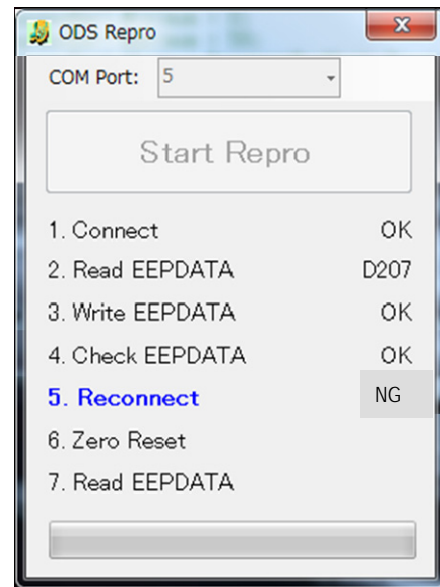 ODS Repro
COM Port: 5
Start Repro
1. Connect OK
2. Read EEPDATA D207
3. Write EEPDATA OK
4. Check EEPDATA OK
5. Reconnect NG
6. Zero Reset
7. Read EEPDATA